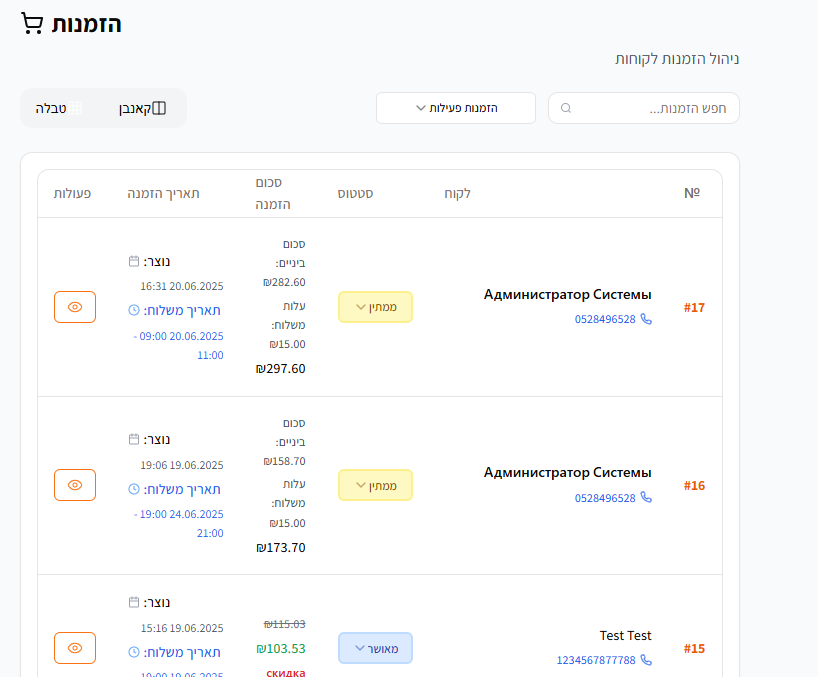 הזמנות
ניהול הזמנות לקוחות
חפש הזמנות...
הזמנות פעילות
קאנבן
טבלה
№
לקוח
סטטוס
סכום
הזמנה
תאריך הזמנה
פעולות
#17
Администратор Системы
0528496528
ממתין
סכום
ביניים:
₪282.60
עלות
משלוח:
₪15.00
₪297.60
נוצר:
20.06.2025 16:31
תאריך משלוח:
20.06.2025 09:00 -
11:00
#16
Администратор Системы
0528496528
ממתין
סכום
ביניים:
₪158.70
עלות
משלוח:
₪15.00
₪173.70
נוצר:
19.06.2025 19:06
תאריך משלוח:
24.06.2025 19:00 -
21:00
#15
Test Test
1234567877788
מאושר
₪115.03
₪103.53
скидка
נוצר:
19.06.2025 15:16
תאריך משלוח:
19.06.2025 19:00